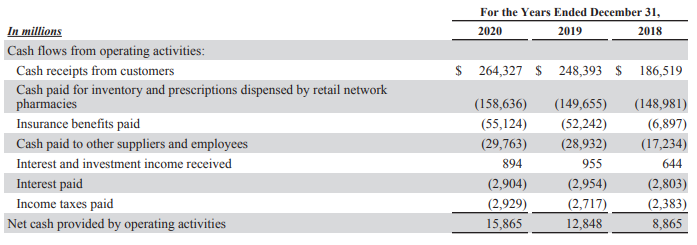 For the Years Ended December 31,
In millions 2020 2019 2018
Cash flows from operating activities:
Cash receipts from customers $ 264,327 $ 248,393 $ 186,519
Cash paid for inventory and prescriptions dispensed by retail network
pharmacies (158,636) (149,655) (148,981)
Insurance benefits paid (55,124) (52,242) (6,897)
Cash paid to other suppliers and employees (29,763) (28,932) (17,234)
Interest and investment income received 894 955 644
Interest paid (2,904) (2,954) (2,803)
Income taxes paid (2,929) (2,717) (2,383)
Net cash provided by operating activities 15,865 12,848 8,865